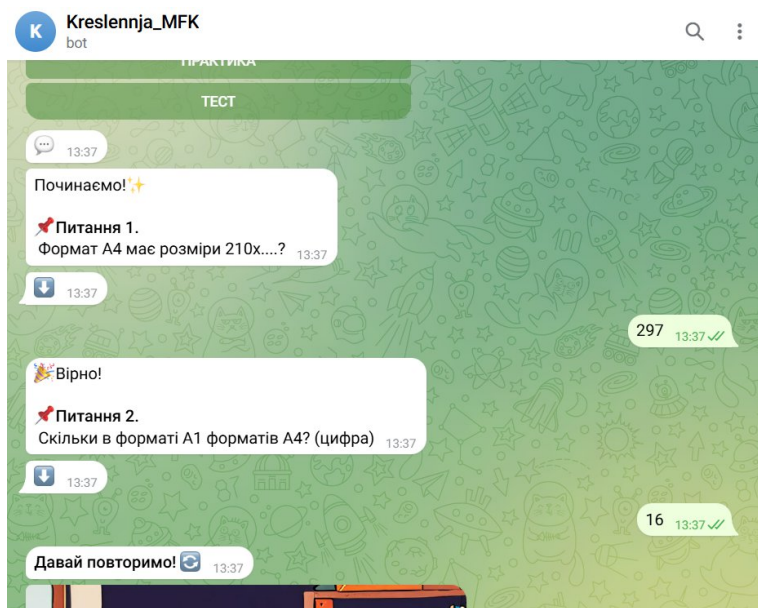 K
Kreslennja_MFK
bot
ПРАКТИКА
ТЕСТ
13:37
Починаємо!✨
📌Питання 1.
Формат А4 має розміри 210х....?
13:37
13:37
297
13:37
🎉Вірно!
📌Питання 2.
Скільки в форматі А1 форматів А4? (цифра)
13:37
13:37
16
13:37
Давай повторимо!🔄
13:37